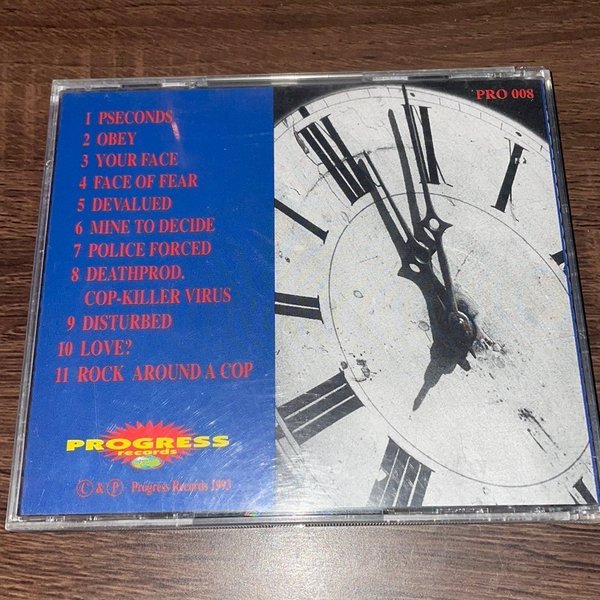 PRO 008
1 PSECONDS
2 OBEY
3 YOUR FACE
4 FACE OF FEAR
5 DEVALUED
6 MINE TO DECIDE
7 POLICE FORCED
8 DEATHPROD.
COP-KILLER VIRUS
9 DISTURBED
10 LOVE?
11 ROCK AROUND A COP
PROGRESS
records
© & ℗ Progress Records 1993